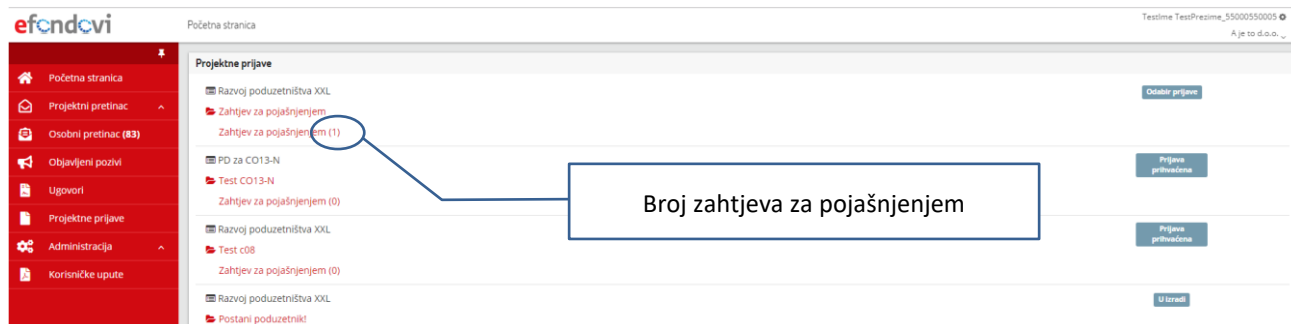 efondovi
Početna stranica
TestIme TestPrezime_55000550005
A je to d.o.o.
Početna stranica
Projektni pretinac
Osobni pretinac (83)
Objavljeni pozivi
Ugovori
Projektne prijave
Administracija
Korisničke upute
Projektne prijave
Razvoj poduzetništva XXL
Odabir prijave
Zahtjev za pojašnjenjem
Zahtjev za pojašnjenjem (1)
PD za CO13-N
Prijava
prihvaćena
Test CO13-N
Zahtjev za pojašnjenjem (0)
Razvoj poduzetništva XXL
Prijava
prihvaćena
Test c08
Zahtjev za pojašnjenjem (0)
Razvoj poduzetništva XXL
U izradi
Postani poduzetnik!
Broj zahtjeva za pojašnjenjem